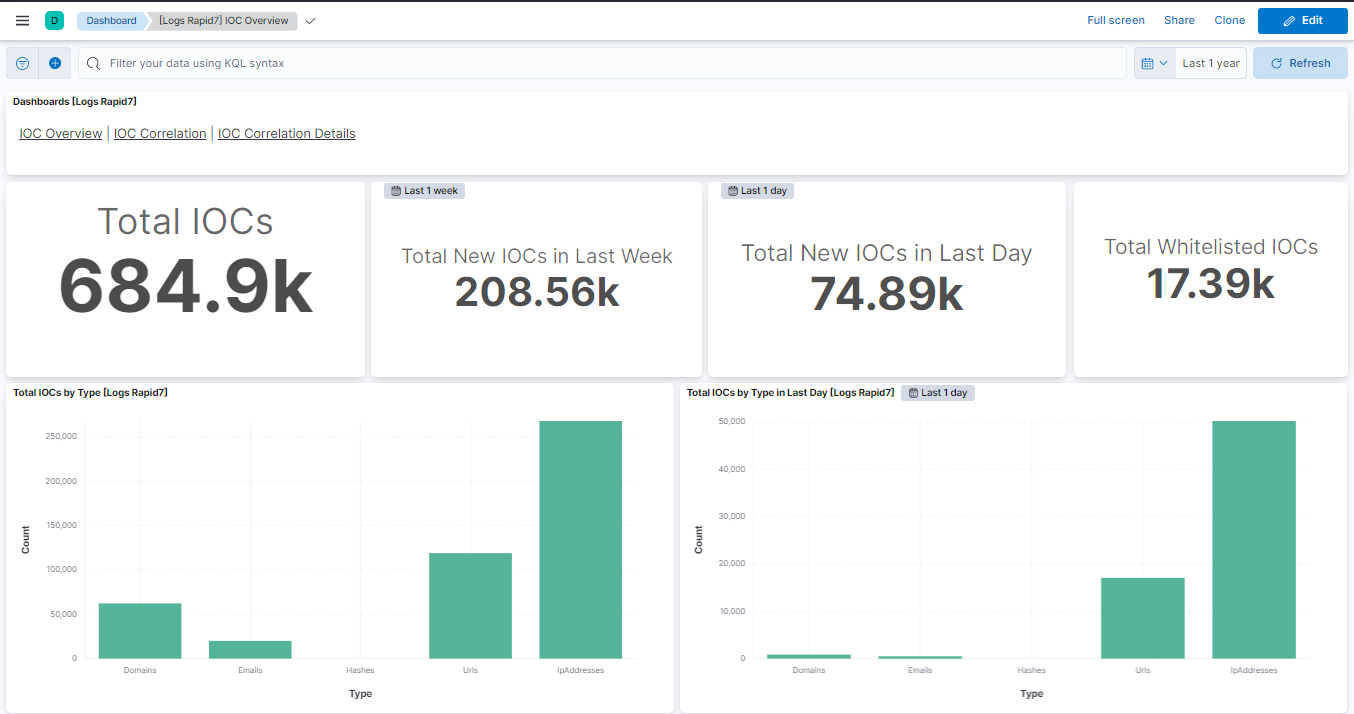 D Dashboard [Logs Rapid7] IOC Overview Full screen Share Clone Edit
Filter your data using KQL syntax Last 1 year Refresh
Dashboards [Logs Rapid7]
IOC Overview | IOC Correlation | IOC Correlation Details
Total IOCs
684.9k
Last 1 week
Total New IOCs in Last Week
208.56k
Last 1 day
Total New IOCs in Last Day
74.89k
Total Whitelisted IOCs
17.39k
Total IOCs by Type [Logs Rapid7]
Count
250,000
200,000
150,000
100,000
50,000
0
Domains Emails Hashes Urls IpAddresses
Type
Total IOCs by Type in Last Day [Logs Rapid7] Last 1 day
Count
50,000
40,000
30,000
20,000
10,000
0
Domains Emails Hashes Urls IpAddresses
Type